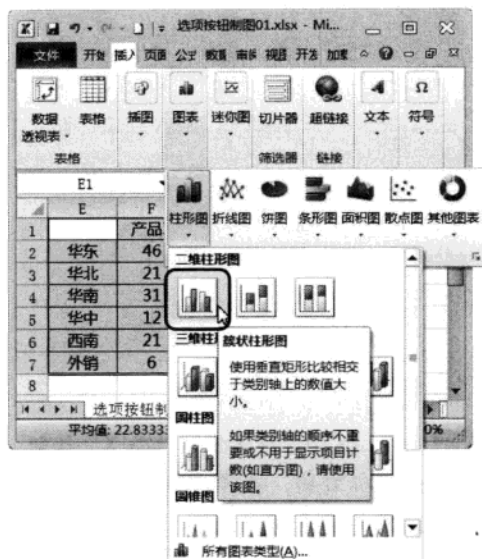 选项按钮制图01.xlsx - Mi...
文件 开始 插入 页面 公式 数据 审阅 视图 开发 加载
数据透视表 表格 插图 图表 迷你图 切片器 超链接 文本 符号
表格 筛选器 链接
E1
柱形图 折线图 饼图 条形图 面积图 散点图 其他图表
E F
1 产品
2 华东 46
3 华北 21
4 华南 31
5 华中 12
6 西南 21
7 外销 6
8
二维柱形图
三维柱形
簇状柱形图
使用垂直矩形比较相交
于类别轴上的数值大
小。
如果类别轴的顺序不重
要或不用于显示项目计
数(如直方图)，请使用
该图。
圆柱图
圆锥图
所有图表类型(A)...
选项按钮制
平均值: 22.8333
0%